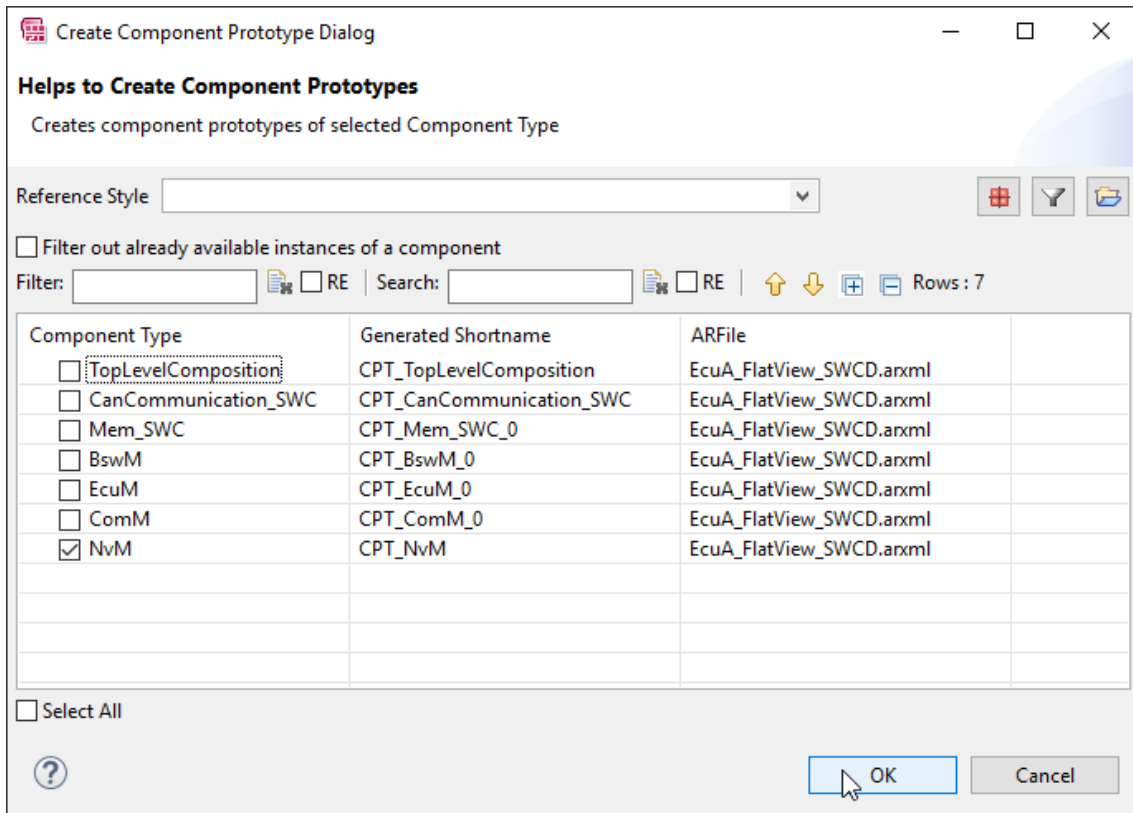 Create Component Prototype Dialog
Helps to Create Component Prototypes
Creates component prototypes of selected Component Type
Reference Style
Filter out already available instances of a component
Filter: RE Search: RE Rows : 7
Component Type Generated Shortname ARFile
TopLevelComposition CPT_TopLevelComposition EcuA_FlatView_SWCD.arxml
CanCommunication_SWC CPT_CanCommunication_SWC EcuA_FlatView_SWCD.arxml
Mem_SWC CPT_Mem_SWC_0 EcuA_FlatView_SWCD.arxml
BswM CPT_BswM_0 EcuA_FlatView_SWCD.arxml
EcuM CPT_EcuM_0 EcuA_FlatView_SWCD.arxml
ComM CPT_ComM_0 EcuA_FlatView_SWCD.arxml
NvM CPT_NvM EcuA_FlatView_SWCD.arxml
Select All
? OK Cancel